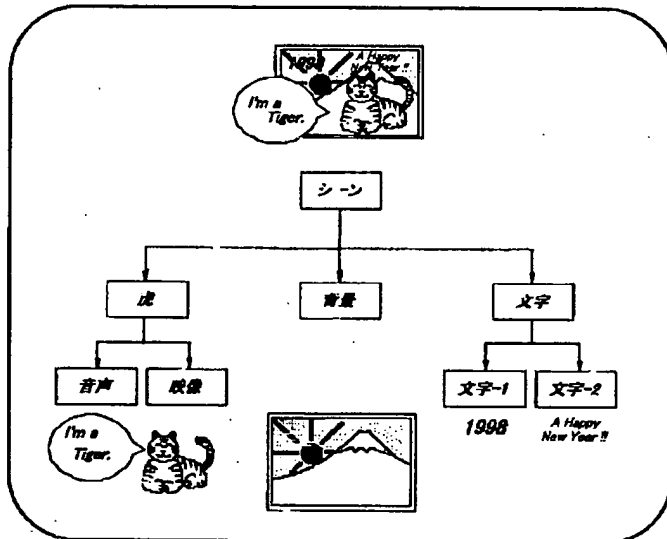 1998
A Happy
New Year !!
I'm a
Tiger.
シーン
虎
背景
文字
音声
映像
文字-1
文字-2
I'm a
Tiger.
1998
A Happy
New Year !!